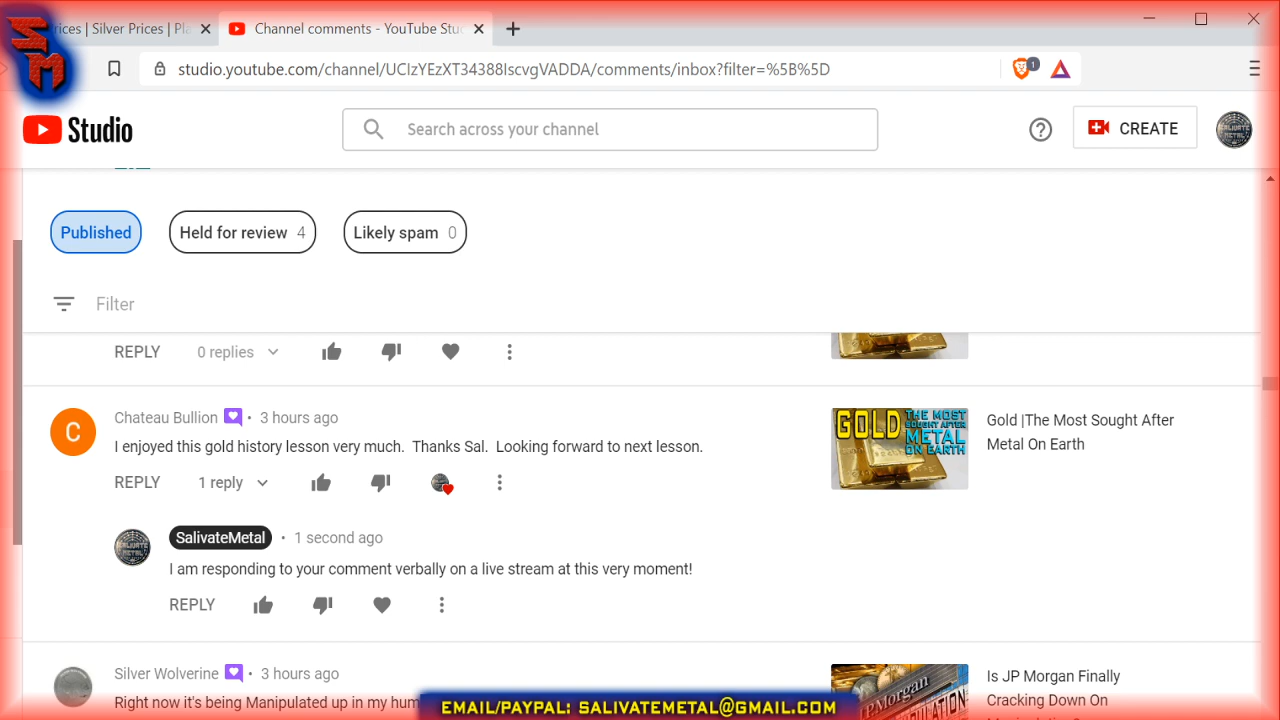 SM
rices | Silver Prices | Pla
Channel comments - YouTube Stu
studio.youtube.com/channel/UCIzYEzXT34388IscvgVADDA/comments/inbox?filter=%5B%5D
1
Studio
Search across your channel
CREATE
Published
Held for review 4
Likely spam 0
Filter
REPLY 0 replies
C
Chateau Bullion • 3 hours ago
I enjoyed this gold history lesson very much. Thanks Sal. Looking forward to next lesson.
REPLY 1 reply
GOLD THE MOST
SOUGHT AFTER
METAL
ON EARTH
Gold |The Most Sought After
Metal On Earth
SALIVATE
METAL
SalivateMetal • 1 second ago
I am responding to your comment verbally on a live stream at this very moment!
REPLY
Silver Wolverine • 3 hours ago
Right now it's being Manipulated up in my hum
JPMorgan
Is JP Morgan Finally
Cracking Down On
EMAIL/PAYPAL: SALIVATEMETAL@GMAIL.COM